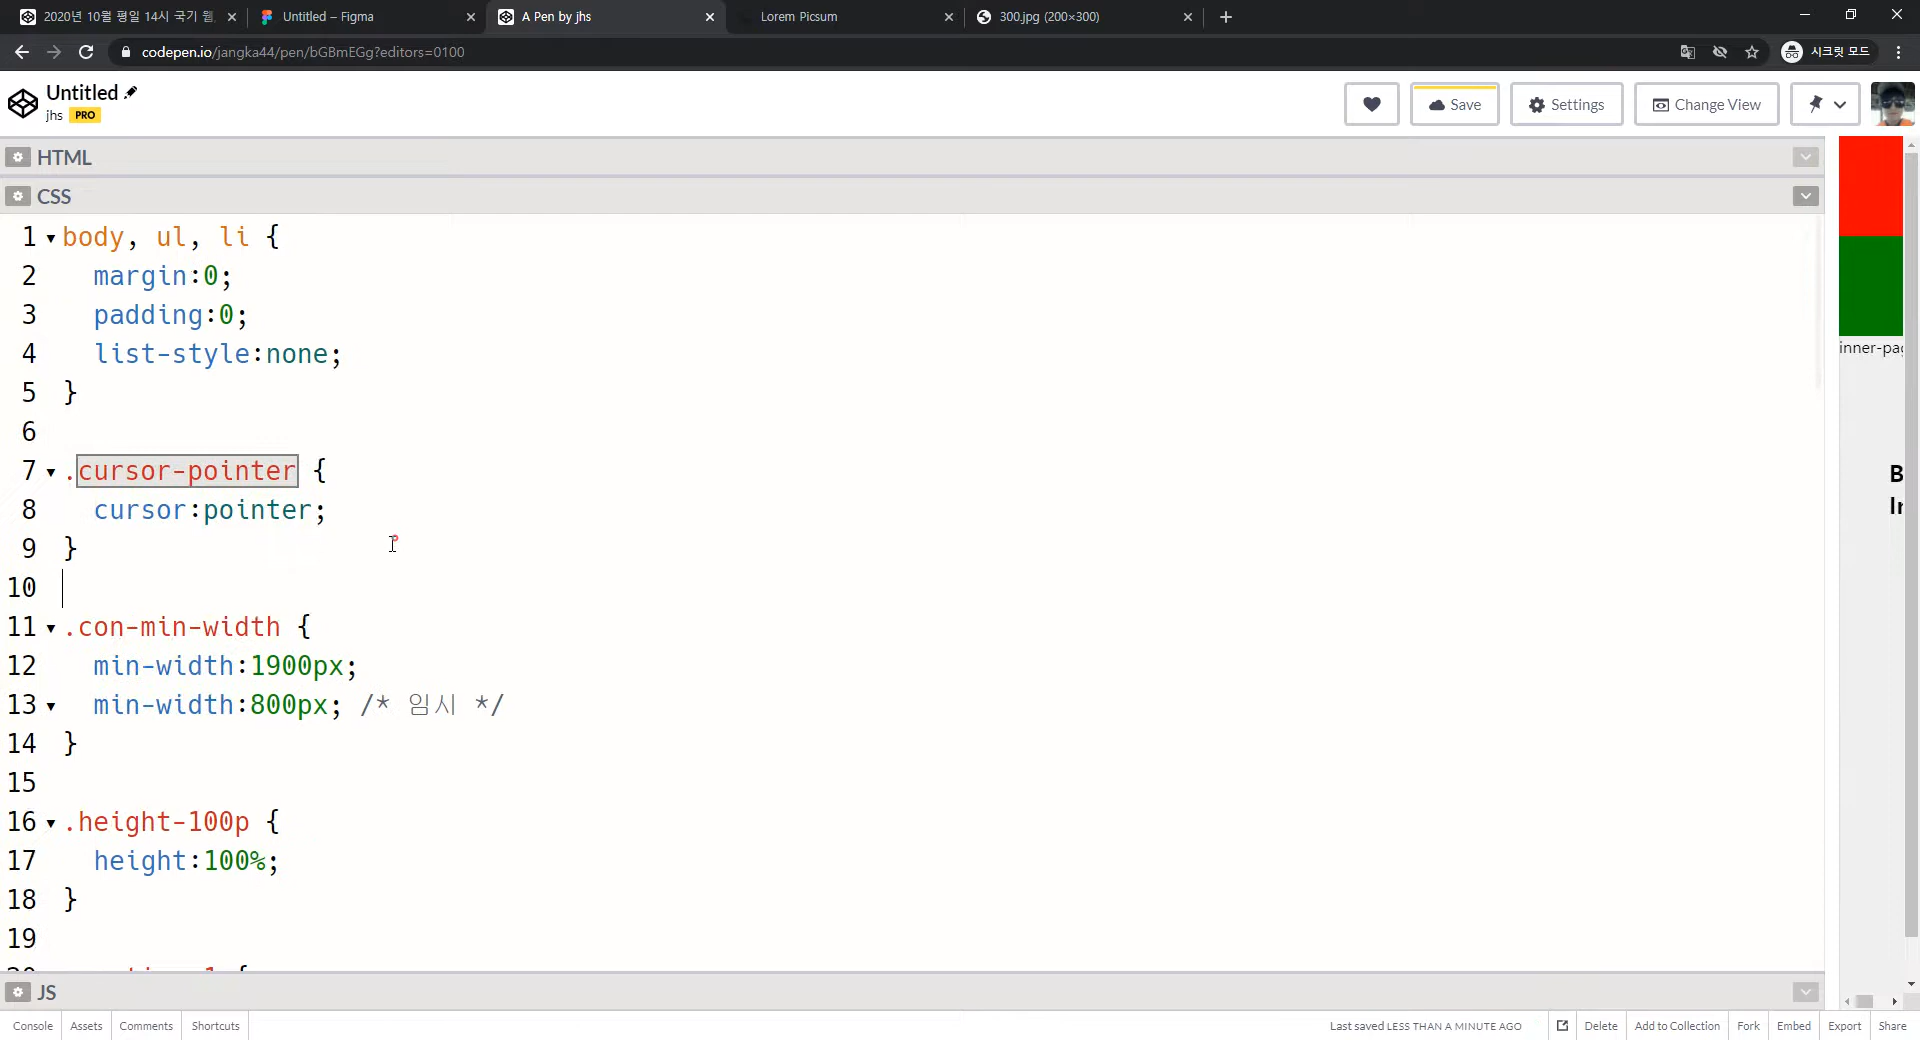 2020년 10월 평일 14시 국기 웹
Untitled – Figma
A Pen by jhs
Lorem Picsum
300.jpg (200×300)
codepen.io/jangka44/pen/bGBmEGg?editors=0100
시크릿 모드
Untitled
jhs PRO
Save
Settings
Change View
HTML
CSS
1 body, ul, li {
2 margin:0;
3 padding:0;
4 list-style:none;
5 }
6
7 .cursor-pointer {
8 cursor:pointer;
9 }
10
11 .con-min-width {
12 min-width:1900px;
13 min-width:800px; /* 임시 */
14 }
15
16 .height-100p {
17 height:100%;
18 }
19
inner-pa
B
JS
Console
Assets
Comments
Shortcuts
Last saved LESS THAN A MINUTE AGO
Delete
Add to Collection
Fork
Embed
Export
Share